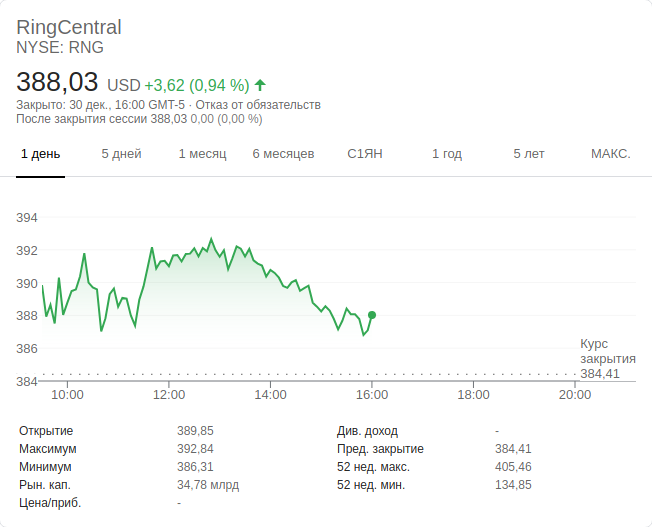 RingCentral
NYSE: RNG
388,03 USD +3,62 (0,94 %)
Закрыто: 30 дек., 16:00 GMT-5 · Отказ от обязательств
После закрытия сессии 388,03 0,00 (0,00 %)
1 день 5 дней 1 месяц 6 месяцев С1ЯН 1 год 5 лет МАКС.
394
392
390
388
386
384
Курс
закрытия
384,41
10:00 12:00 14:00 16:00 18:00 20:00
Открытие 389,85 Див. доход -
Максимум 392,84 Пред. закрытие 384,41
Минимум 386,31 52 нед. макс. 405,46
Рын. кап. 34,78 млрд 52 нед. мин. 134,85
Цена/приб. -